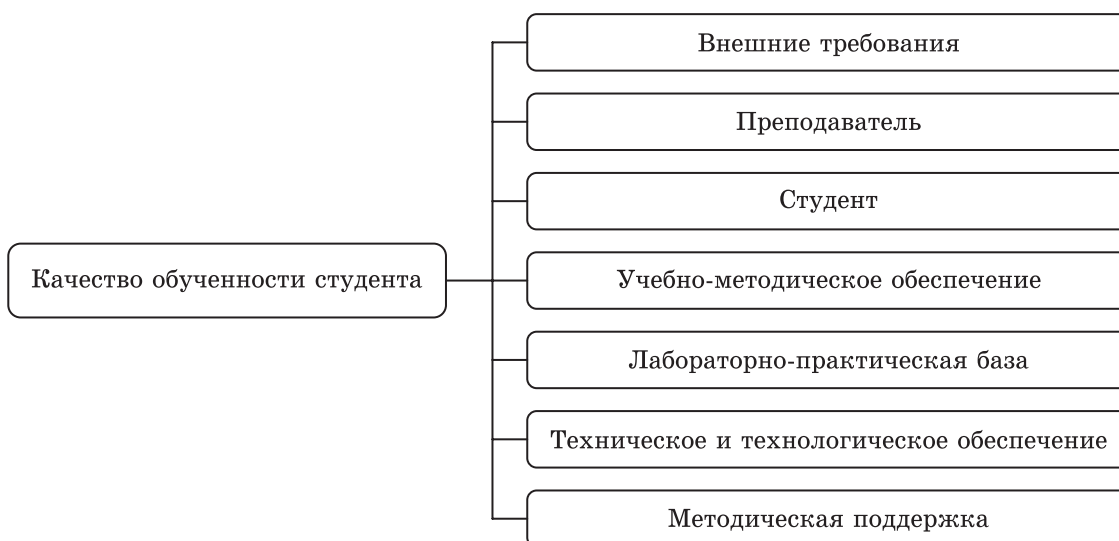 Внешние требования
Преподаватель
Студент
Качество обученности студента
Учебно-методическое обеспечение
Лабораторно-практическая база
Техническое и технологическое обеспечение
Методическая поддержка